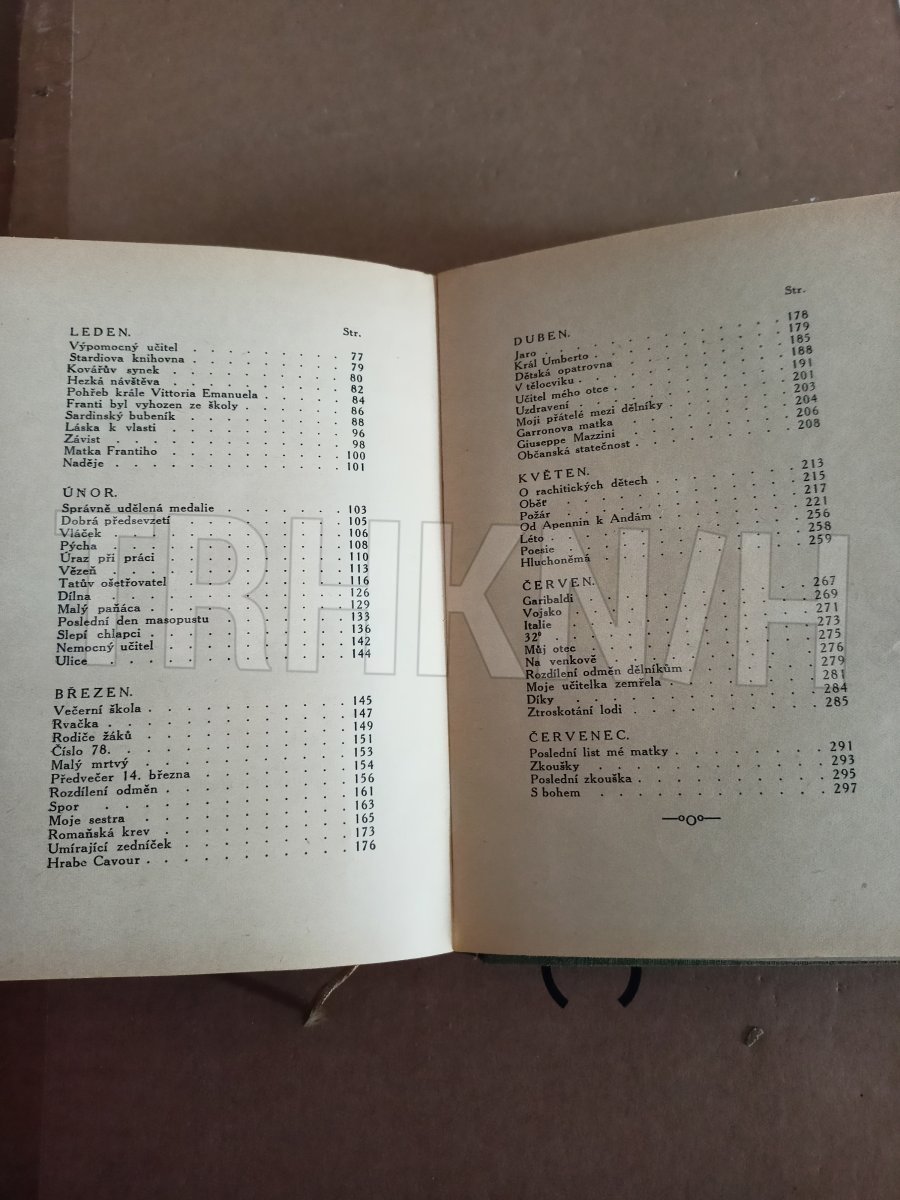 LEDEN. Str.
Výpomocný učitel . . . . . . . . 77
Stardiova knihovna . . . . . . . . 79
Kovářův synek . . . . . . . . 80
Hezká návštěva . . . . . . . . 82
Pohřeb krále Vittoria Emanuela . . . . 84
Franti byl vyhozen ze školy . . . . . 86
Sardinský bubeník . . . . . . . 88
Láska k vlasti . . . . . . . . 96
Závist . . . . . . . . . . 98
Matka Frantiho . . . . . . . . 100
Naděje . . . . . . . . . . 101
ÚNOR.
Správně udělená medalie . . . . . 103
Dobrá předsevzetí . . . . . . . 105
Vláček . . . . . . . . . . 106
Pýcha . . . . . . . . . . 108
Úraz při práci . . . . . . . . 110
Vězeň . . . . . . . . . . 113
Tatův ošetřovatel . . . . . . . 116
Dílna . . . . . . . . . . 126
Malý paňáca . . . . . . . . 129
Poslední den masopustu . . . . . 133
Slepí chlapci . . . . . . . . 136
Nemocný učitel . . . . . . . . 142
Ulice . . . . . . . . . . 144
BŘEZEN.
Večerní škola . . . . . . . . 145
Rvačka . . . . . . . . . . 147
Rodiče žáků . . . . . . . . 149
Číslo 78. . . . . . . . . . 151
Malý mrtvý . . . . . . . . 153
Předvečer 14. března . . . . . . 154
Rozdílení odměn . . . . . . . 156
Spor . . . . . . . . . . 161
Moje sestra . . . . . . . . 163
Romaňská krev . . . . . . . . 165
Umírající zedníček . . . . . . . 173
Hrabe Cavour . . . . . . . . 176
Str.
DUBEN.
Jaro . . . . . . . . . . 178
Král Umberto . . . . . . . . 179
Dětská opatrovna . . . . . . . 185
V tělocviku . . . . . . . . 188
Učitel mého otce . . . . . . . 191
Uzdravení . . . . . . . . . 201
Moji přátelé mezi dělníky . . . . . 203
Garronova matka . . . . . . . 204
Giuseppe Mazzini . . . . . . . 206
Občanská statečnost . . . . . . 208
KVĚTEN.
O rachitických dětech . . . . . . 213
Oběť . . . . . . . . . . 215
Požár . . . . . . . . . . 217
Od Apennin k Andám . . . . . . 221
Léto . . . . . . . . . . 256
Poesie . . . . . . . . . . 258
Hluchoněmá . . . . . . . . 259
ČERVEN.
Garibaldi . . . . . . . . . 267
Vojsko . . . . . . . . . . 269
Italie . . . . . . . . . . 271
32° . . . . . . . . . . 273
Můj otec . . . . . . . . . 275
Na venkově . . . . . . . . 276
Rozdílení odměn dělníkům . . . . . 279
Moje učitelka zemřela . . . . . . 281
Díky . . . . . . . . . . 284
Ztroskotání lodi . . . . . . . 285
ČERVENEC.
Poslední list mé matky . . . . . . 291
Zkoušky . . . . . . . . . 293
Poslední zkouška . . . . . . . 295
S bohem . . . . . . . . . 297
TRHKNIH